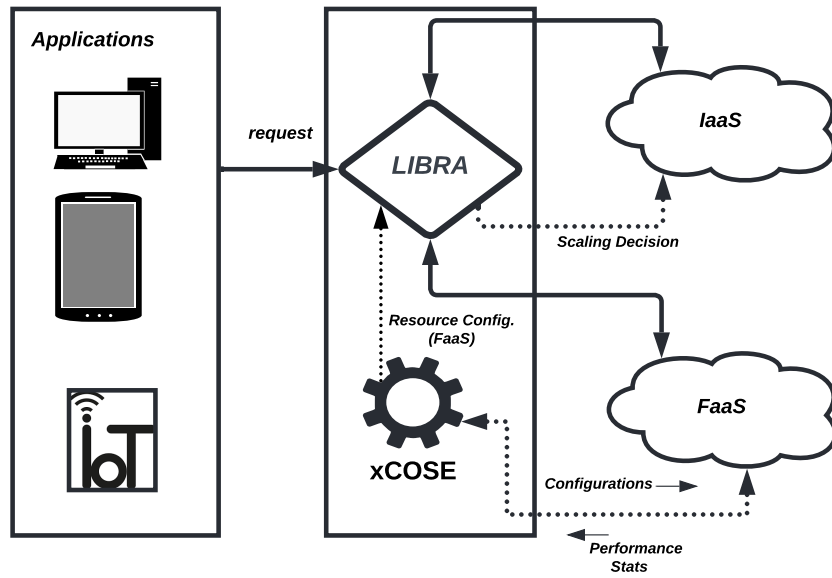 Applications
request
LIBRA
IaaS
Scaling Decision
Resource Config.
(FaaS)
FaaS
xCOSE
Configurations
Performance
Stats
IoT